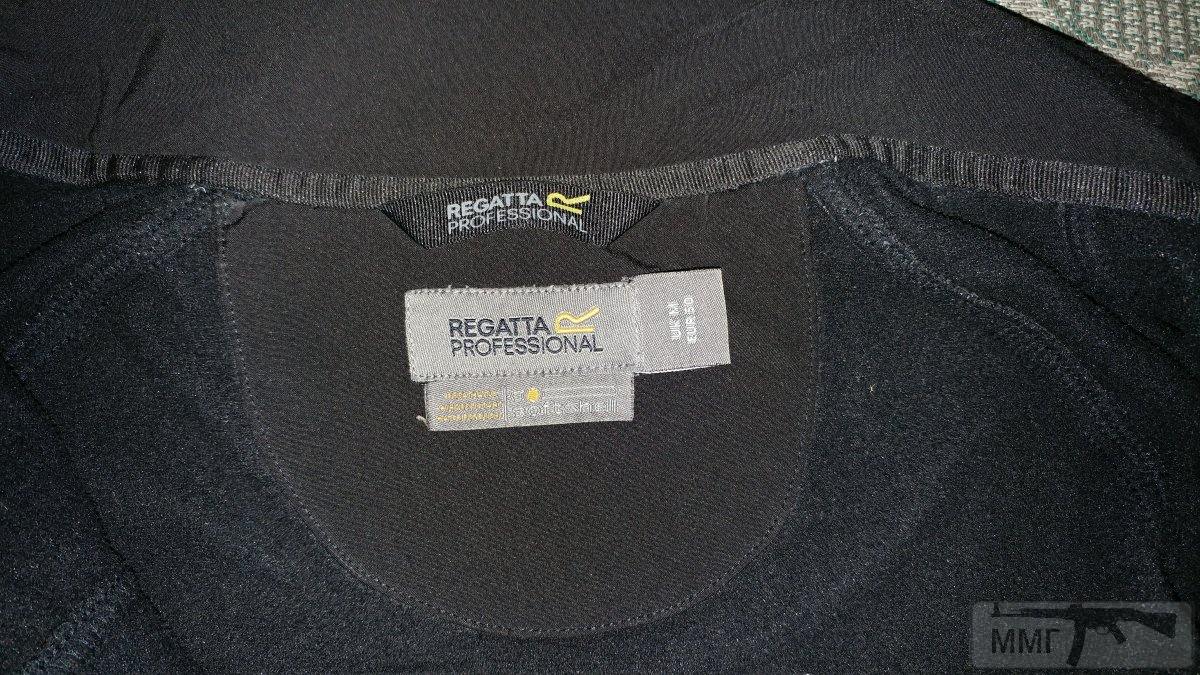 REGATTA
PROFESSIONAL
REGATTA
PROFESSIONAL
UK M
EUR 50
softshell
ММГ